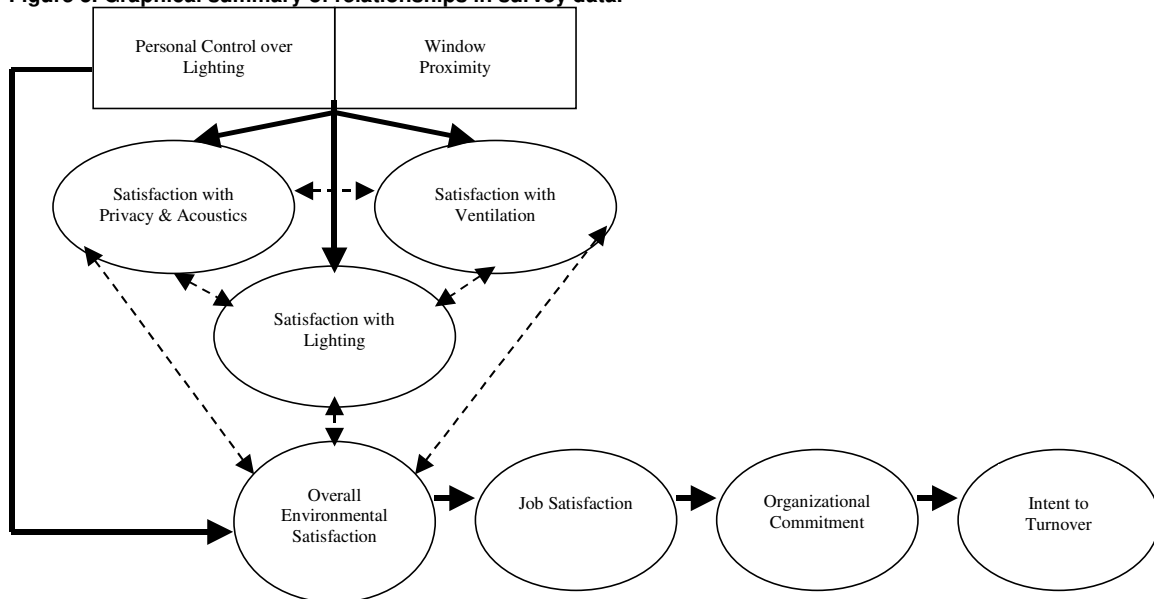 Figure 9. Graphical summary of relationships in survey data.
Personal Control over
Lighting
Window
Proximity
Satisfaction with
Privacy & Acoustics
Satisfaction with
Ventilation
Satisfaction with
Lighting
Overall
Environmental
Satisfaction
Job Satisfaction
Organizational
Commitment
Intent to
Turnover